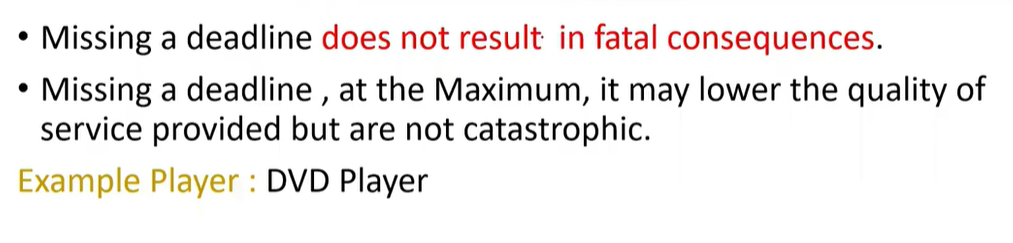 • Missing a deadline does not result in fatal consequences.
• Missing a deadline , at the Maximum, it may lower the quality of
service provided but are not catastrophic.
Example Player : DVD Player